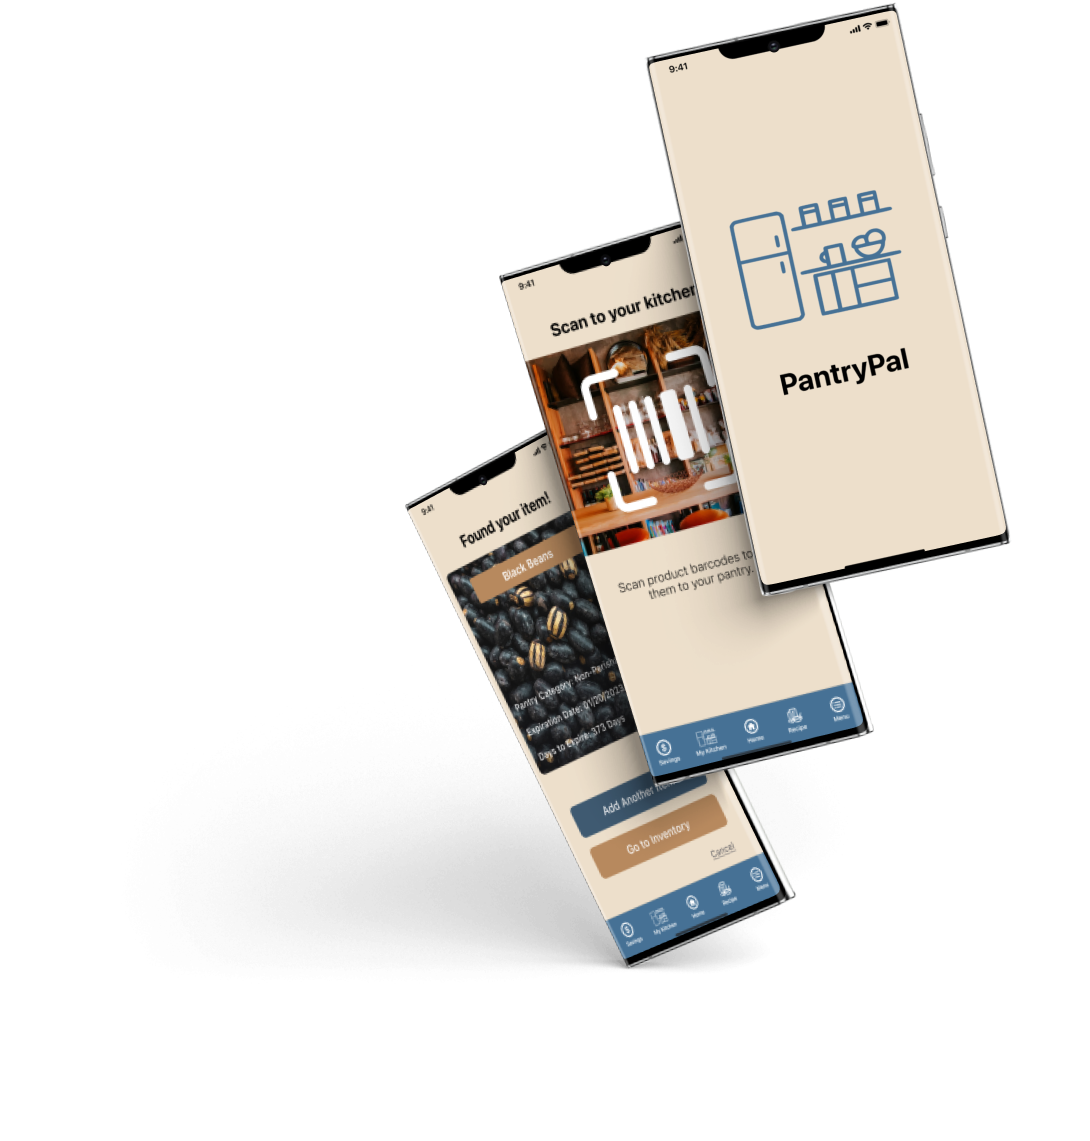 9:41
PantryPal
9:41
Scan to your kitchen
Scan product barcodes to
them to your pantry.
Savings
My Kitchen
Home
Recipe
Menu
9:41
Found your item!
Black Beans
Pantry Category: Non-Perish
Expiration Date: 01/20/2023
Days to Expire: 373 Days
Add Another
Go to Inventory
Cancel
Savings
My Kitchen
Home
Recipe
Menu